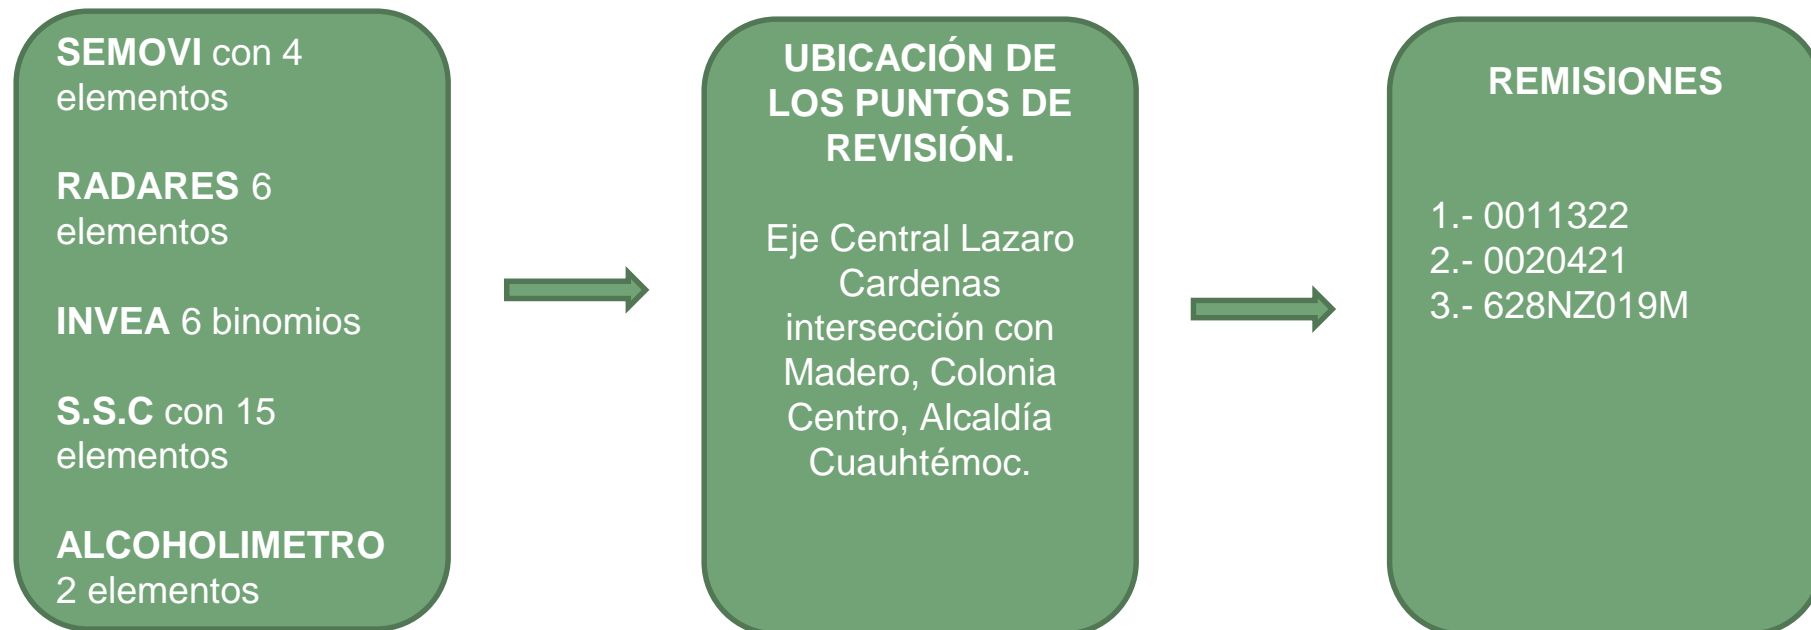 SEMOVI con 4
elementos
RADARES 6
elementos
INVEA 6 binomios
S.S.C con 15
elementos
ALCOHOLIMETRO
2 elementos
UBICACIÓN DE
LOS PUNTOS DE
REVISIÓN.
Eje Central Lazaro
Cardenas
intersección con
Madero, Colonia
Centro, Alcaldía
Cuauhtémoc.
REMISIONES
1.- 0011322
2.- 0020421
3.- 628NZ019M